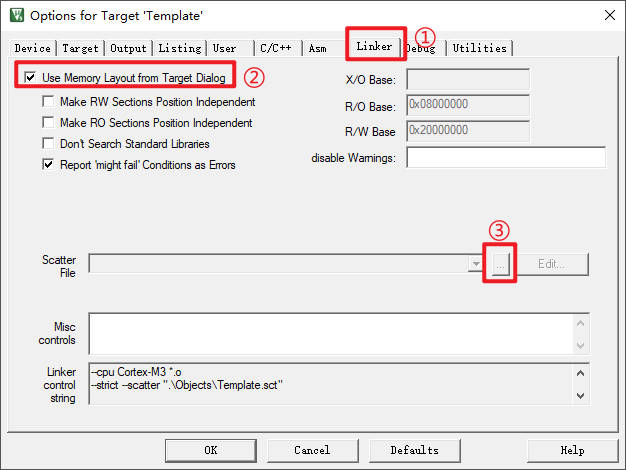 Options for Target 'Template'
Device Target Output Listing User C/C++ Asm Linker Debug Utilities
①
Use Memory Layout from Target Dialog
②
Make RW Sections Position Independent
Make RO Sections Position Independent
Don't Search Standard Libraries
Report 'might fail' Conditions as Errors
X/O Base:
R/O Base: 0x08000000
R/W Base 0x20000000
disable Warnings:
③
Scatter
File
... Edit...
Misc
controls
Linker
control
string
--cpu Cortex-M3 *.o
--strict --scatter ".\Objects\Template.sct"
OK Cancel Defaults Help